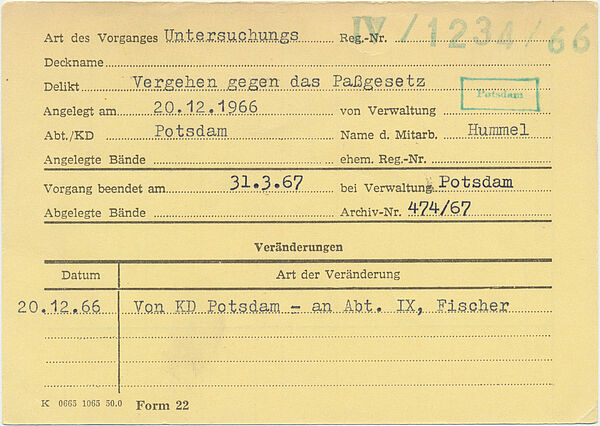 Art des Vorganges Untersuchungs Reg.-Nr. IV/1234/66
Deckname
Delikt Vergehen gegen das Paßgesetz
Potsdam
Angelegt am 20.12.1966 von Verwaltung
Abt./KD Potsdam Name d. Mitarb. Hummel
Angelegte Bände ehem. Reg.-Nr.
Vorgang beendet am 31.3.67 bei Verwaltung Potsdam
Abgelegte Bände Archiv-Nr. 474/67
Veränderungen
Datum Art der Veränderung
20.12.66 Von KD Potsdam - an Abt. IX, Fischer
K 0665 1065 50.0 Form 22